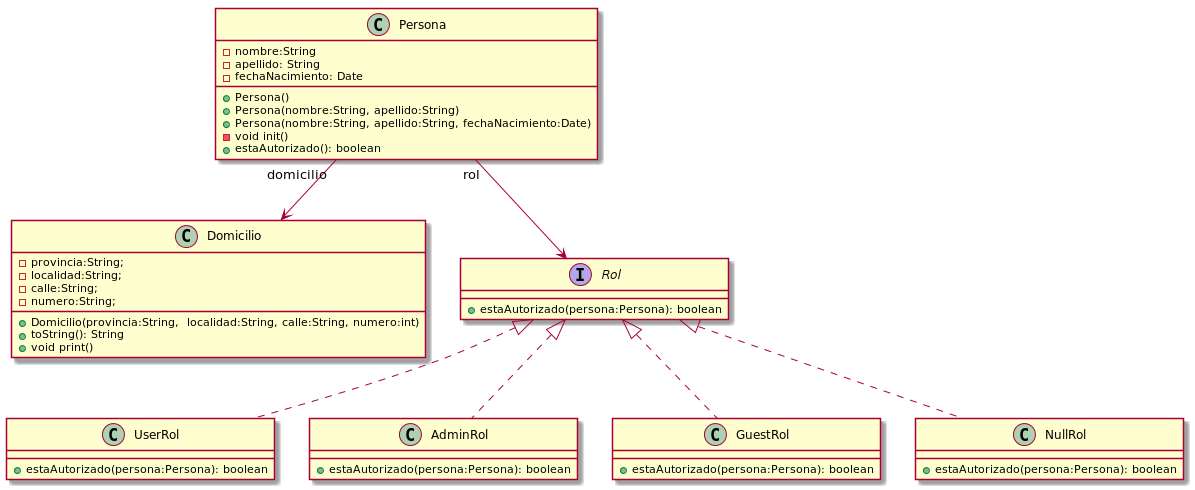 C Persona
nombre:String
apellido: String
fechaNacimiento: Date
Persona()
Persona(nombre:String, apellido:String)
Persona(nombre:String, apellido:String, fechaNacimiento:Date)
void init()
estaAutorizado(): boolean
domicilio
rol
C Domicilio
provincia:String;
localidad:String;
calle:String;
numero:String;
Domicilio(provincia:String,  localidad:String, calle:String, numero:int)
toString(): String
void print()
I Rol
estaAutorizado(persona:Persona): boolean
C UserRol
estaAutorizado(persona:Persona): boolean
C AdminRol
estaAutorizado(persona:Persona): boolean
C GuestRol
estaAutorizado(persona:Persona): boolean
C NullRol
estaAutorizado(persona:Persona): boolean